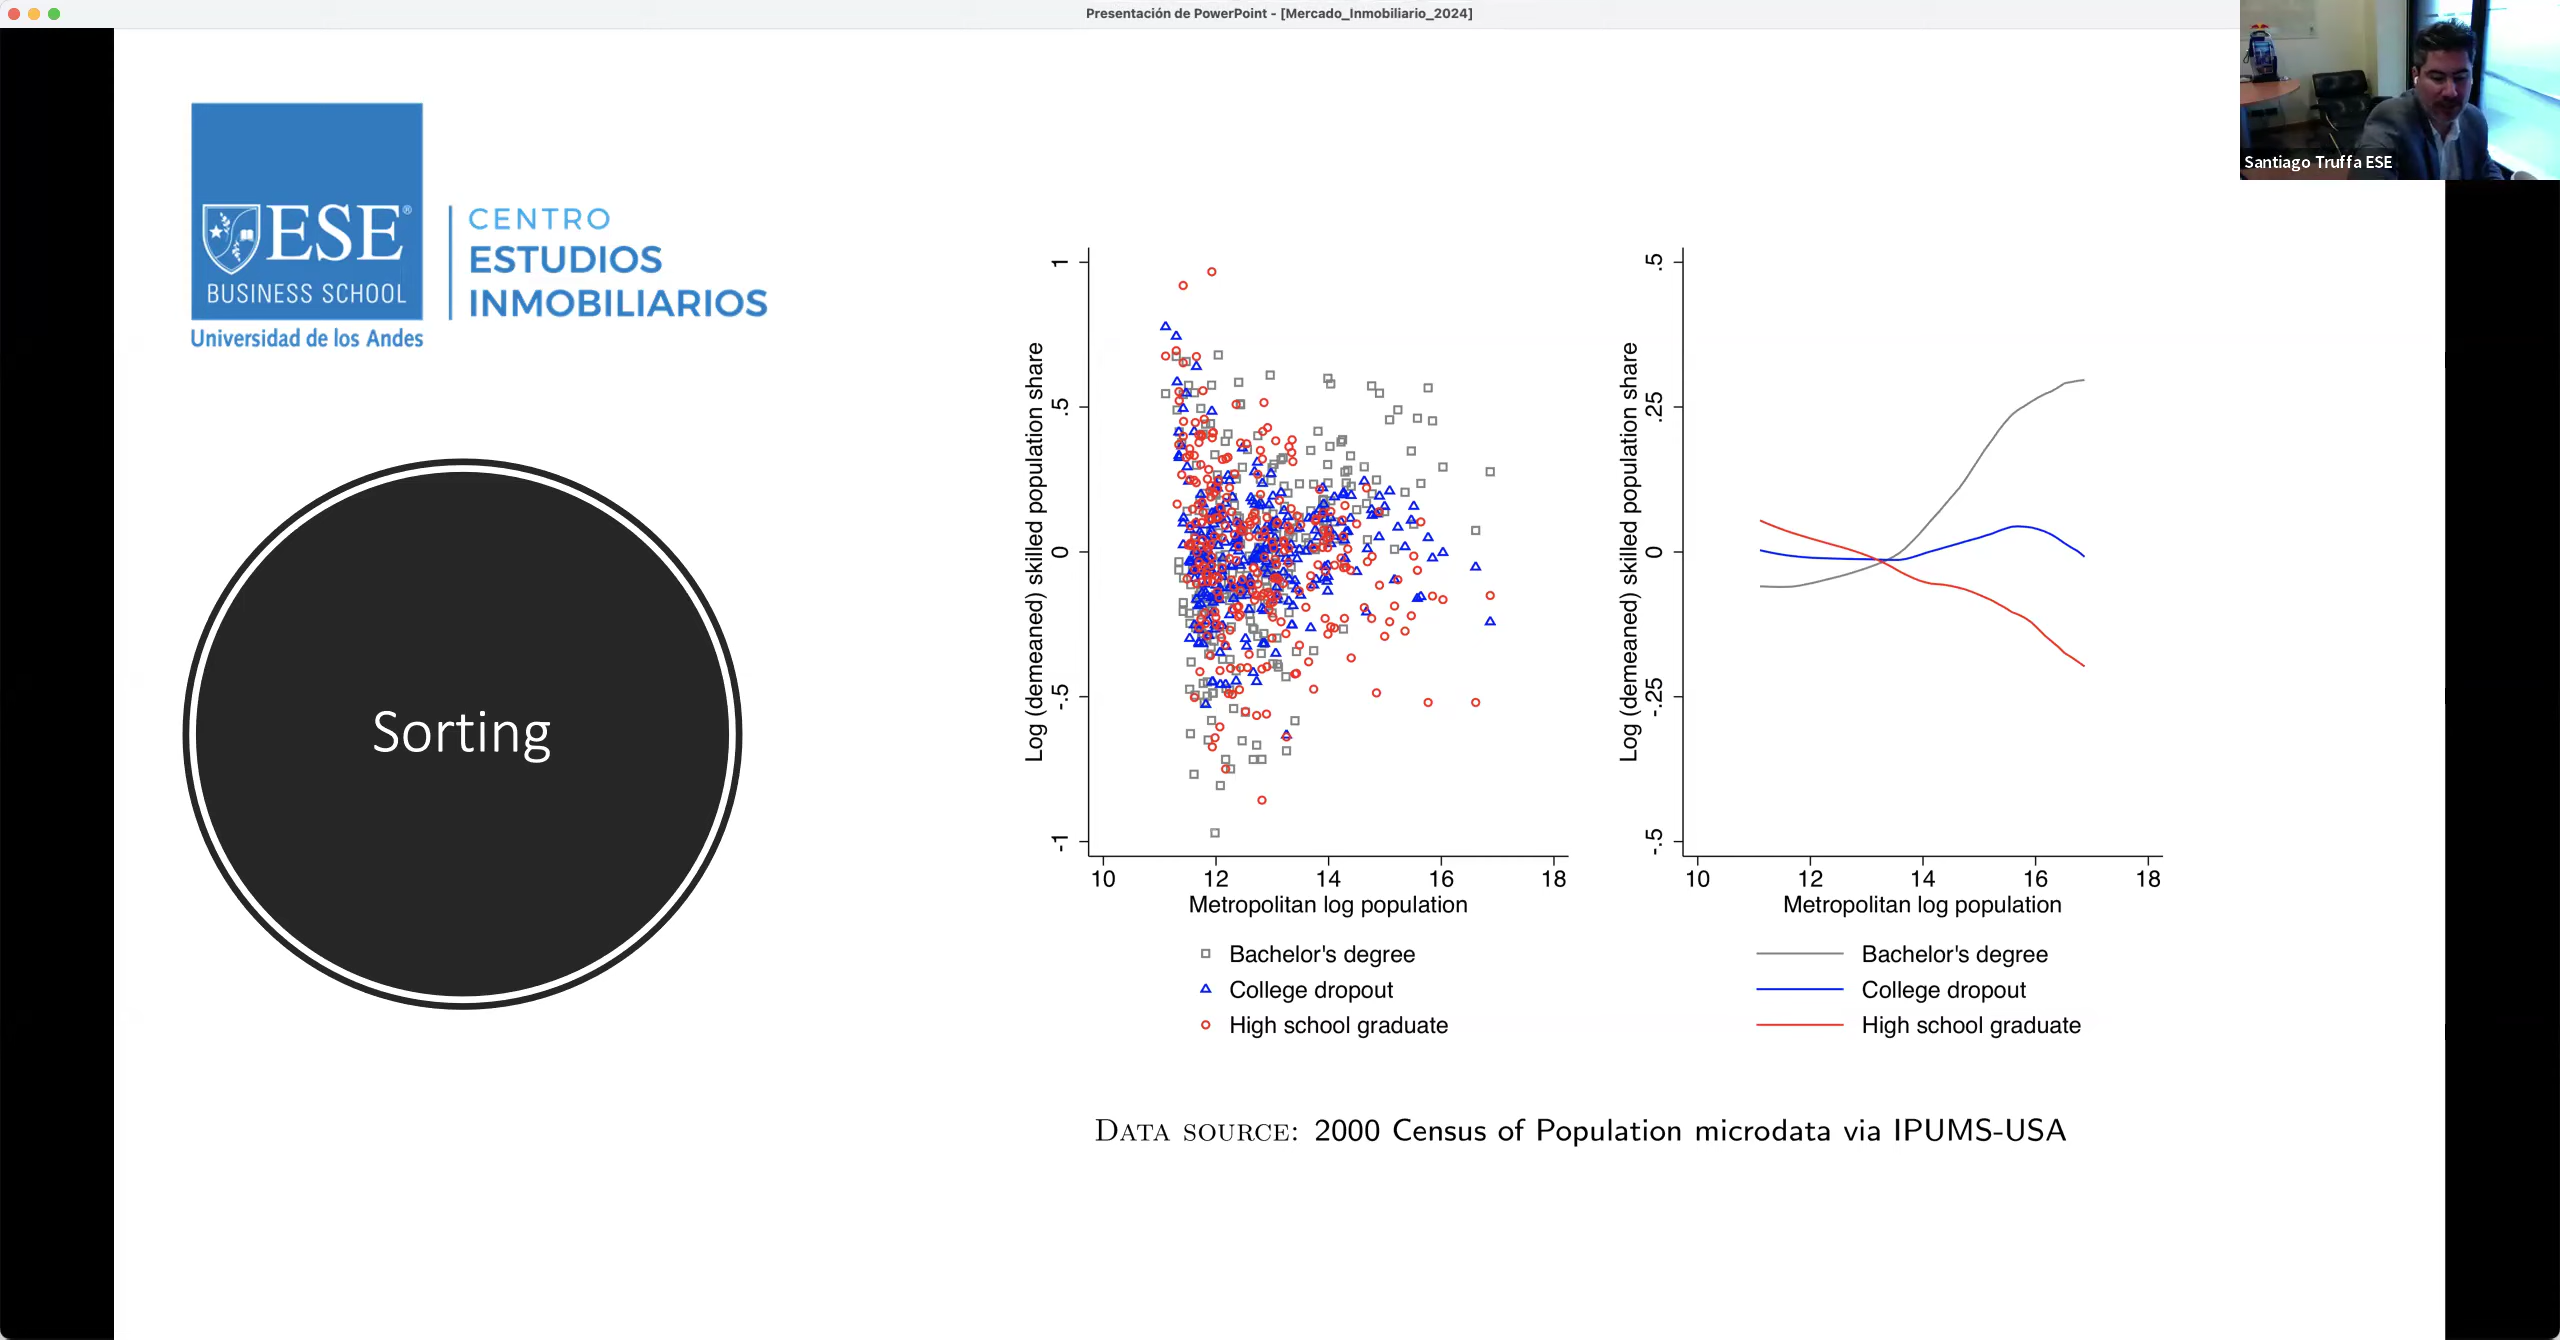 Presentación de PowerPoint - [Mercado_Inmobiliario_2024]
Santiago Truffa ESE
ESE®
BUSINESS SCHOOL
Universidad de los Andes
CENTRO
ESTUDIOS
INMOBILIARIOS
Sorting
Log (demeaned) skilled population share
1
.5
0
-.5
-1
10 12 14 16 18
Metropolitan log population
Bachelor's degree
College dropout
High school graduate
Log (demeaned) skilled population share
.5
.25
0
-.25
-.5
10 12 14 16 18
Metropolitan log population
Bachelor's degree
College dropout
High school graduate
Data source: 2000 Census of Population microdata via IPUMS-USA